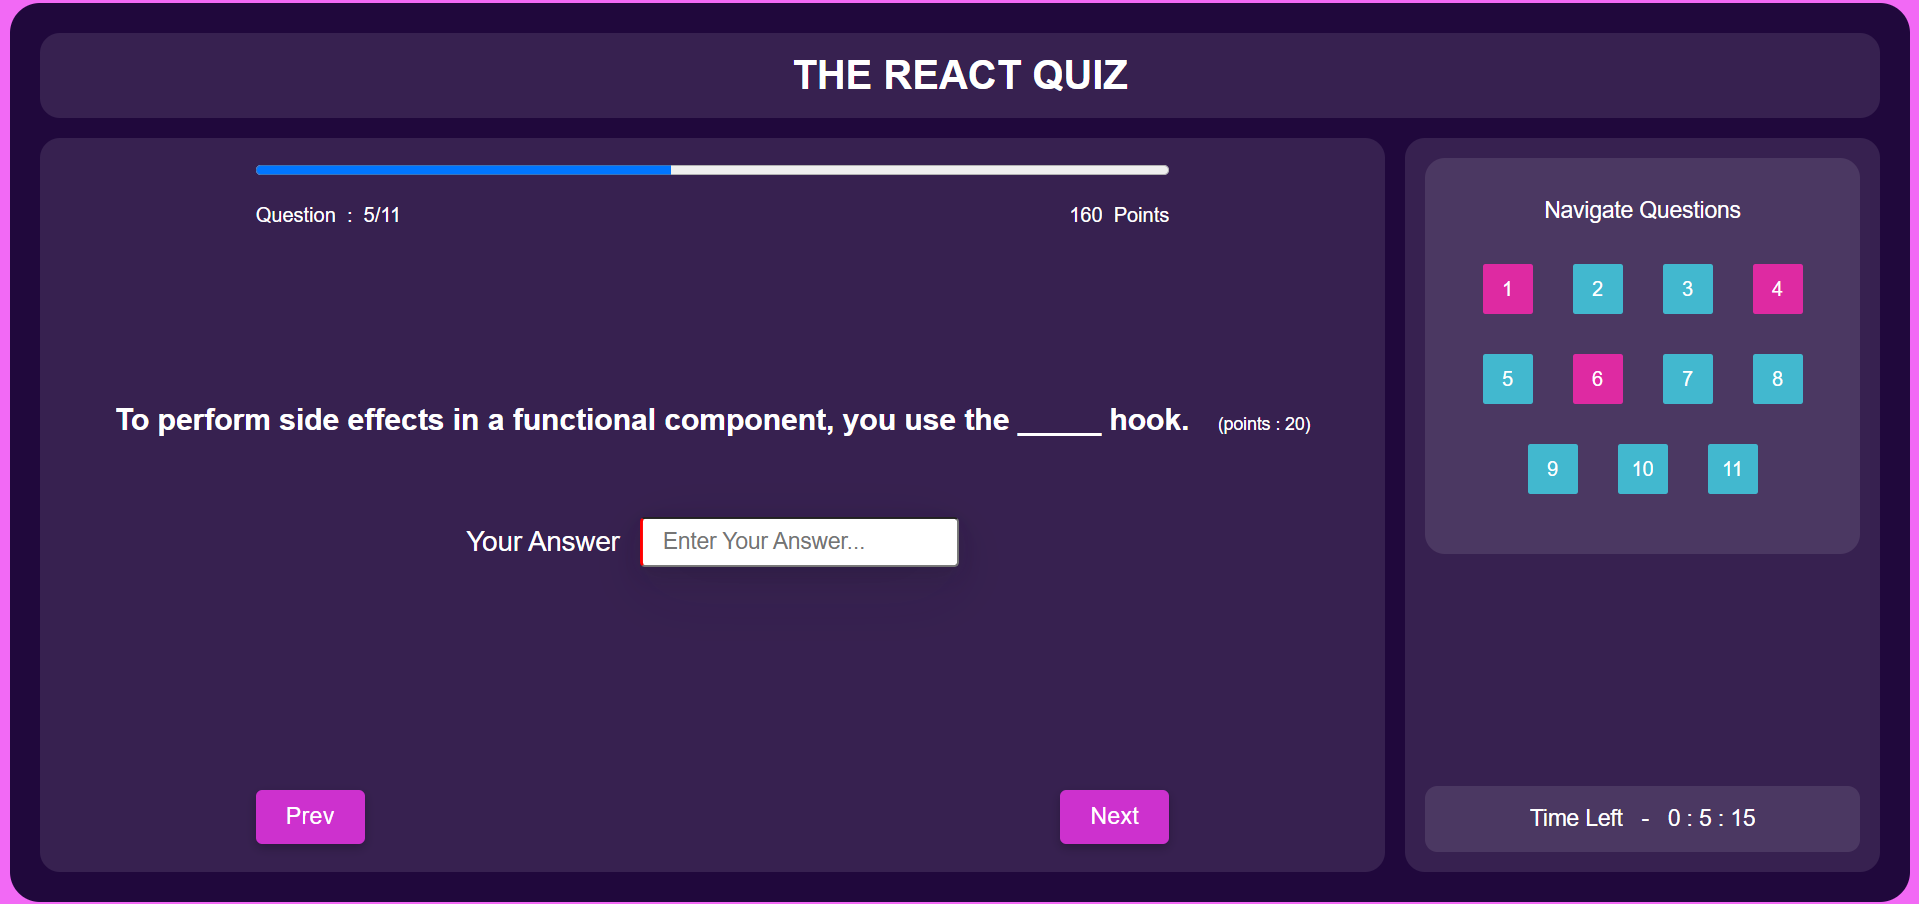 THE REACT QUIZ
Question : 5/11
160 Points
To perform side effects in a functional component, you use the _____ hook. (points : 20)
Your Answer
Enter Your Answer...
Prev
Next
Navigate Questions
1 2 3 4
5 6 7 8
9 10 11
Time Left - 0 : 5 : 15